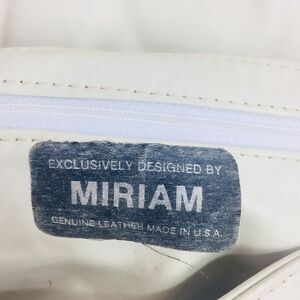 EXCLUSIVELY DESIGNED BY
MIRIAM
GENUINE LEATHER MADE IN U.S.A.